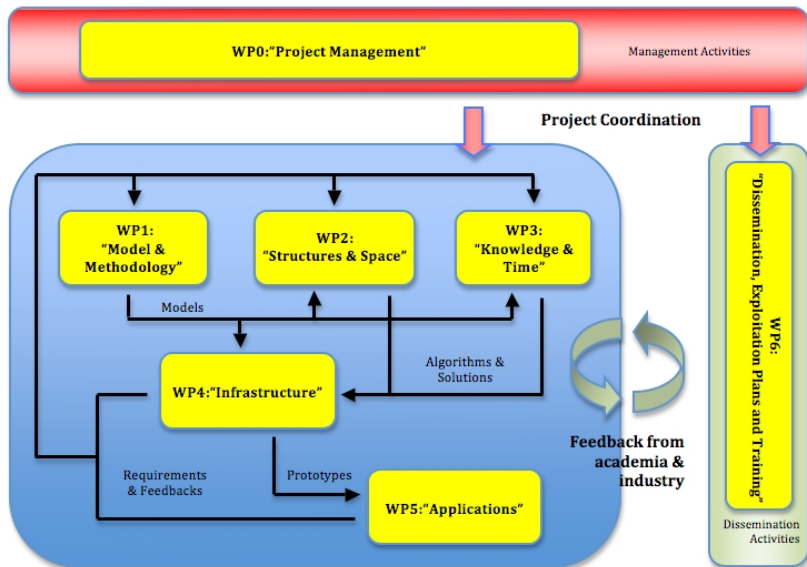 WP0:"Project Management"
Management Activities
Project Coordination
WP1:
"Model &
Methodology"
WP2:
"Structures & Space"
WP3:
"Knowledge &
Time"
Models
Algorithms &
Solutions
WP4:"Infrastructure"
Requirements
& Feedbacks
Prototypes
WP5:"Applications"
Feedback from
academia &
industry
WP6:
"Dissemination, Exploitation Plans and Training"
Dissemination
Activities